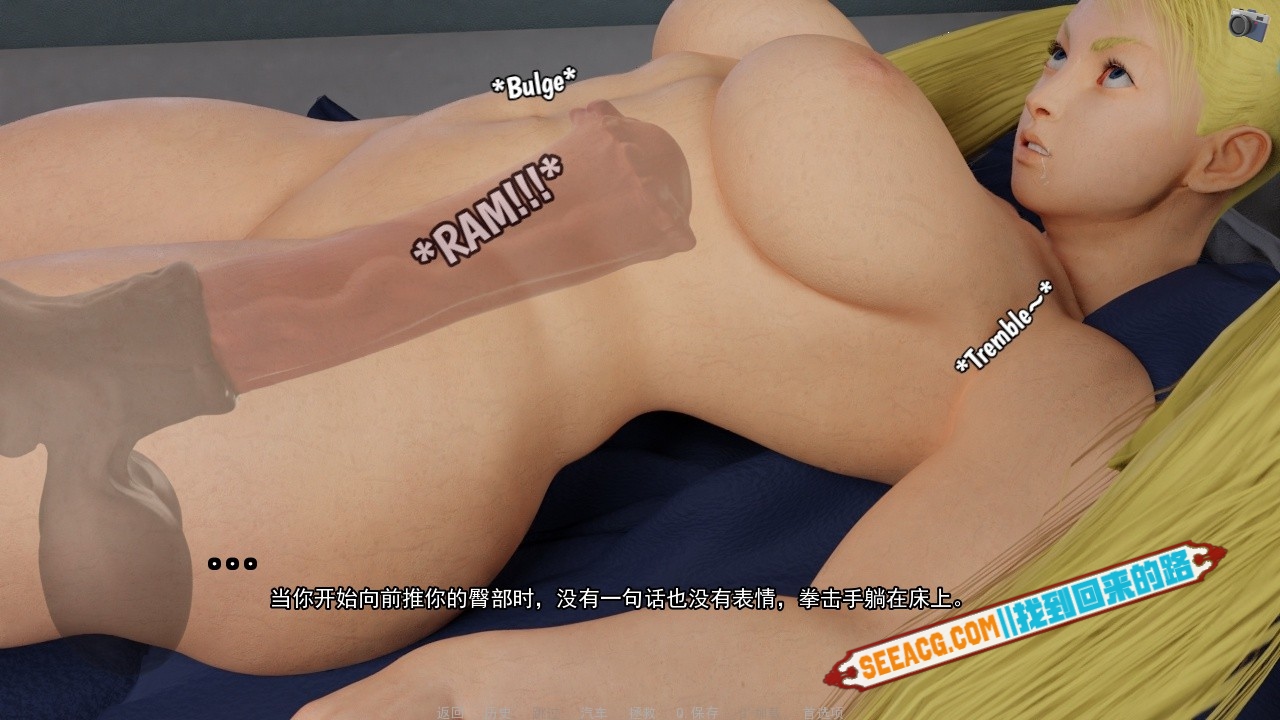 *Bulge*
*RAM!!!*
*Tremble~*
当你开始向前推你的臀部时，没有一句话也没有表情，拳击手躺在床上。
SEEACG.COM||找到回来的路
返回
保存
首选项